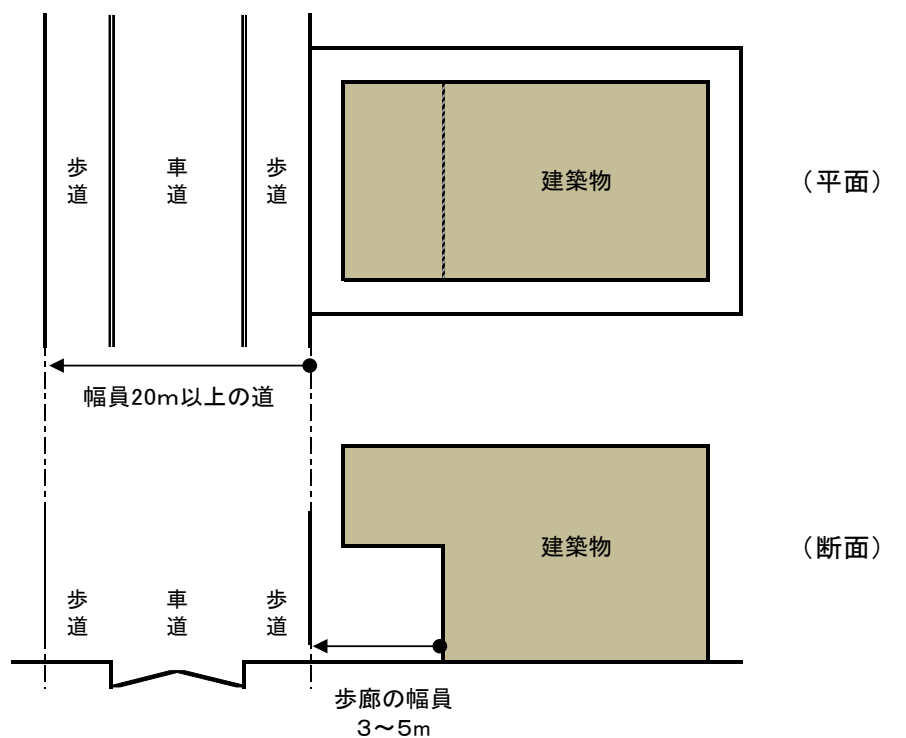 歩道
車道
歩道
建築物
（平面）
幅員20m以上の道
建築物
（断面）
歩道
車道
歩道
歩廊の幅員
3～5m